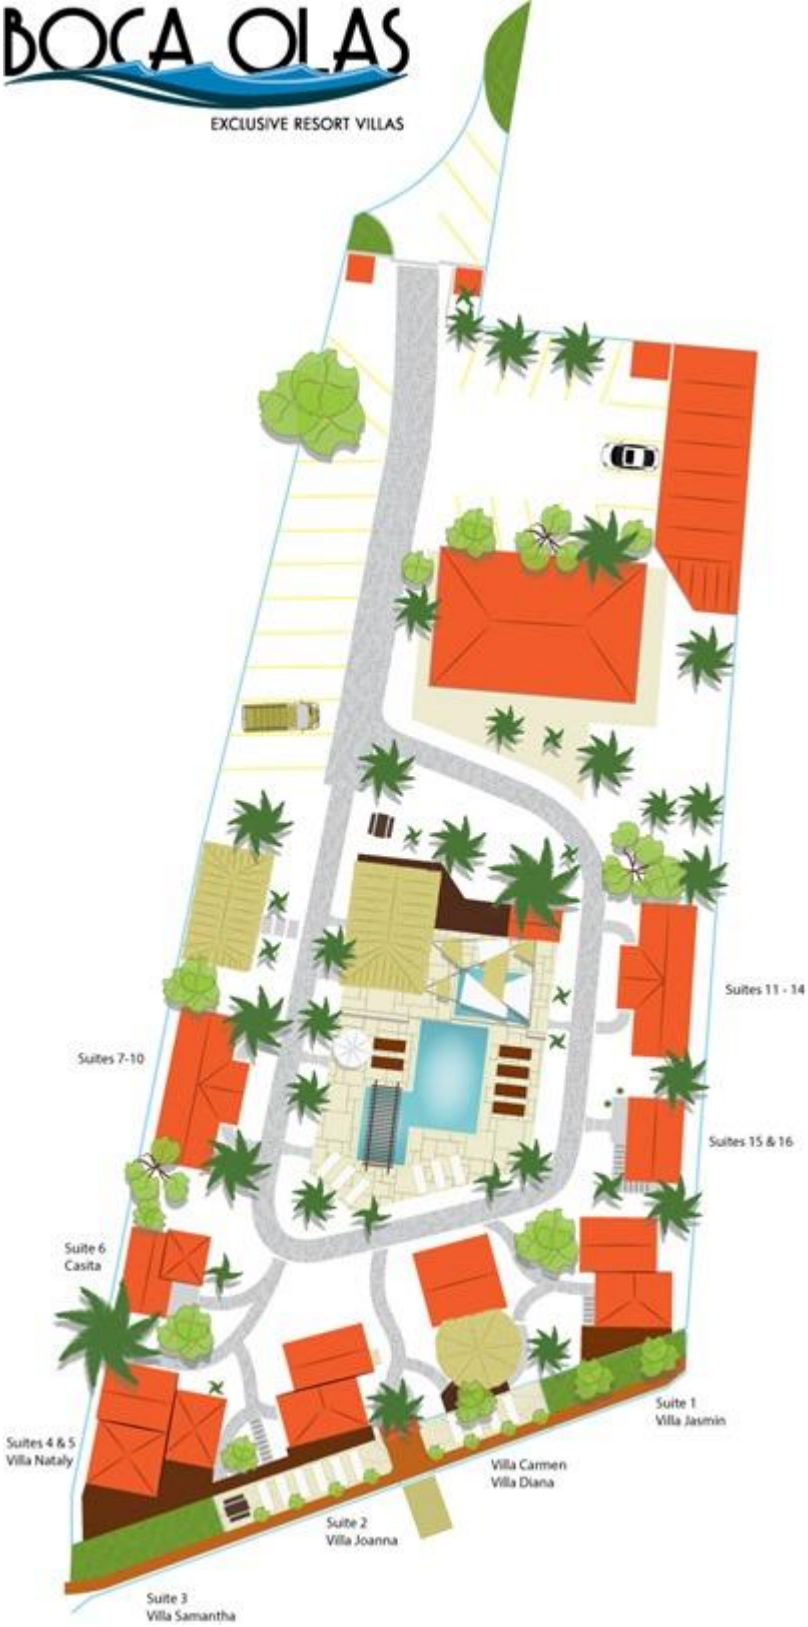 BOCA OLAS
EXCLUSIVE RESORT VILLAS
Suites 11 - 14
Suites 7-10
Suites 15 & 16
Suite 6
Casita
Suite 1
Villa Jasmin
Suites 4 & 5
Villa Nataly
Villa Carmen
Villa Diana
Suite 2
Villa Joanna
Suite 3
Villa Samantha